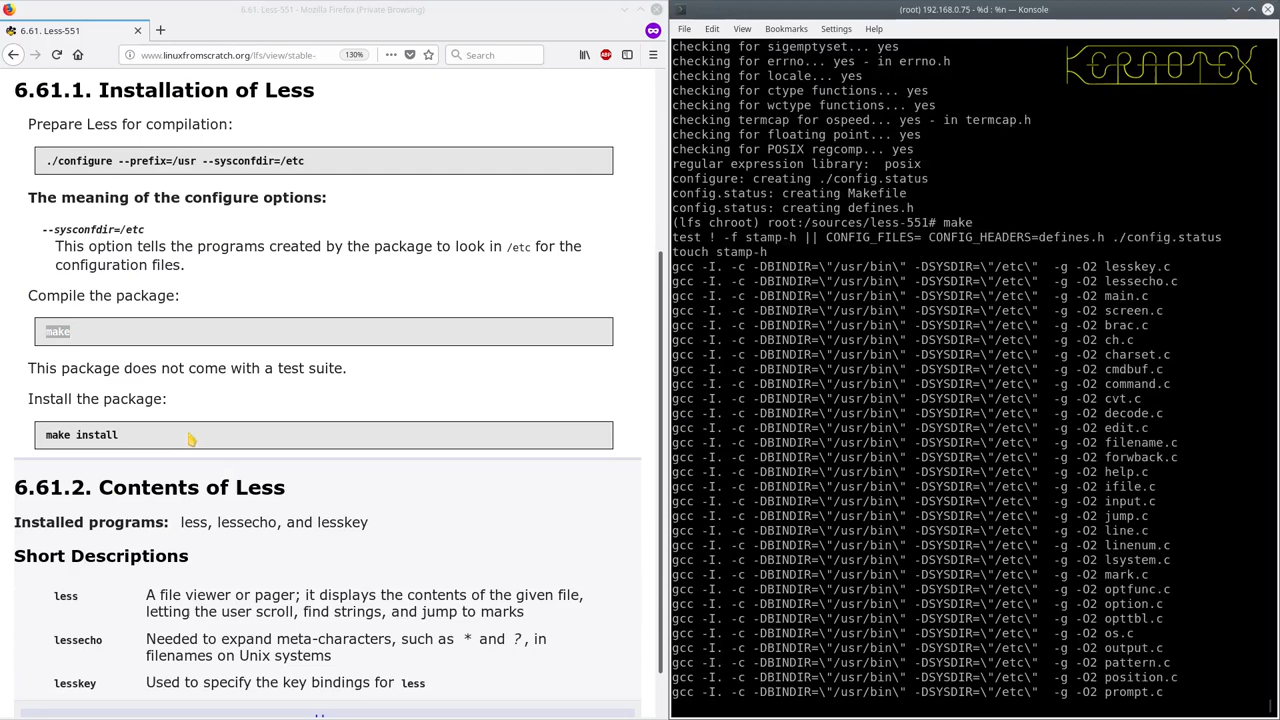 6.61. Less-551 - Mozilla Firefox (Private Browsing)
6.61. Less-551
www.linuxfromscratch.org/lfs/view/stable-
130%
Search
ABP
6.61.1. Installation of Less
Prepare Less for compilation:
./configure --prefix=/usr --sysconfdir=/etc
The meaning of the configure options:
--sysconfdir=/etc
This option tells the programs created by the package to look in /etc for the
configuration files.
Compile the package:
make
This package does not come with a test suite.
Install the package:
make install
6.61.2. Contents of Less
Installed programs: less, lessecho, and lesskey
Short Descriptions
less A file viewer or pager; it displays the contents of the given file,
letting the user scroll, find strings, and jump to marks
lessecho Needed to expand meta-characters, such as * and ?, in
filenames on Unix systems
lesskey Used to specify the key bindings for less
(root) 192.168.0.75 - %d : %n — Konsole
File Edit View Bookmarks Settings Help
KERAOTEX
checking for sigemptyset... yes
checking for errno... yes - in errno.h
checking for locale... yes
checking for ctype functions... yes
checking for wctype functions... yes
checking termcap for ospeed... yes - in termcap.h
checking for floating point... yes
checking for POSIX regcomp... yes
regular expression library:  posix
configure: creating ./config.status
config.status: creating Makefile
config.status: creating defines.h
(lfs chroot) root:/sources/less-551# make
test ! -f stamp-h || CONFIG_FILES= CONFIG_HEADERS=defines.h ./config.status
touch stamp-h
gcc -I. -c -DBINDIR=\"/usr/bin\" -DSYSDIR=\"/etc\"  -g -O2 lesskey.c
gcc -I. -c -DBINDIR=\"/usr/bin\" -DSYSDIR=\"/etc\"  -g -O2 lessecho.c
gcc -I. -c -DBINDIR=\"/usr/bin\" -DSYSDIR=\"/etc\"  -g -O2 main.c
gcc -I. -c -DBINDIR=\"/usr/bin\" -DSYSDIR=\"/etc\"  -g -O2 screen.c
gcc -I. -c -DBINDIR=\"/usr/bin\" -DSYSDIR=\"/etc\"  -g -O2 brac.c
gcc -I. -c -DBINDIR=\"/usr/bin\" -DSYSDIR=\"/etc\"  -g -O2 ch.c
gcc -I. -c -DBINDIR=\"/usr/bin\" -DSYSDIR=\"/etc\"  -g -O2 charset.c
gcc -I. -c -DBINDIR=\"/usr/bin\" -DSYSDIR=\"/etc\"  -g -O2 cmdbuf.c
gcc -I. -c -DBINDIR=\"/usr/bin\" -DSYSDIR=\"/etc\"  -g -O2 command.c
gcc -I. -c -DBINDIR=\"/usr/bin\" -DSYSDIR=\"/etc\"  -g -O2 cvt.c
gcc -I. -c -DBINDIR=\"/usr/bin\" -DSYSDIR=\"/etc\"  -g -O2 decode.c
gcc -I. -c -DBINDIR=\"/usr/bin\" -DSYSDIR=\"/etc\"  -g -O2 edit.c
gcc -I. -c -DBINDIR=\"/usr/bin\" -DSYSDIR=\"/etc\"  -g -O2 filename.c
gcc -I. -c -DBINDIR=\"/usr/bin\" -DSYSDIR=\"/etc\"  -g -O2 forwback.c
gcc -I. -c -DBINDIR=\"/usr/bin\" -DSYSDIR=\"/etc\"  -g -O2 help.c
gcc -I. -c -DBINDIR=\"/usr/bin\" -DSYSDIR=\"/etc\"  -g -O2 ifile.c
gcc -I. -c -DBINDIR=\"/usr/bin\" -DSYSDIR=\"/etc\"  -g -O2 input.c
gcc -I. -c -DBINDIR=\"/usr/bin\" -DSYSDIR=\"/etc\"  -g -O2 jump.c
gcc -I. -c -DBINDIR=\"/usr/bin\" -DSYSDIR=\"/etc\"  -g -O2 line.c
gcc -I. -c -DBINDIR=\"/usr/bin\" -DSYSDIR=\"/etc\"  -g -O2 linenum.c
gcc -I. -c -DBINDIR=\"/usr/bin\" -DSYSDIR=\"/etc\"  -g -O2 lsystem.c
gcc -I. -c -DBINDIR=\"/usr/bin\" -DSYSDIR=\"/etc\"  -g -O2 mark.c
gcc -I. -c -DBINDIR=\"/usr/bin\" -DSYSDIR=\"/etc\"  -g -O2 optfunc.c
gcc -I. -c -DBINDIR=\"/usr/bin\" -DSYSDIR=\"/etc\"  -g -O2 option.c
gcc -I. -c -DBINDIR=\"/usr/bin\" -DSYSDIR=\"/etc\"  -g -O2 opttbl.c
gcc -I. -c -DBINDIR=\"/usr/bin\" -DSYSDIR=\"/etc\"  -g -O2 os.c
gcc -I. -c -DBINDIR=\"/usr/bin\" -DSYSDIR=\"/etc\"  -g -O2 output.c
gcc -I. -c -DBINDIR=\"/usr/bin\" -DSYSDIR=\"/etc\"  -g -O2 pattern.c
gcc -I. -c -DBINDIR=\"/usr/bin\" -DSYSDIR=\"/etc\"  -g -O2 position.c
gcc -I. -c -DBINDIR=\"/usr/bin\" -DSYSDIR=\"/etc\"  -g -O2 prompt.c